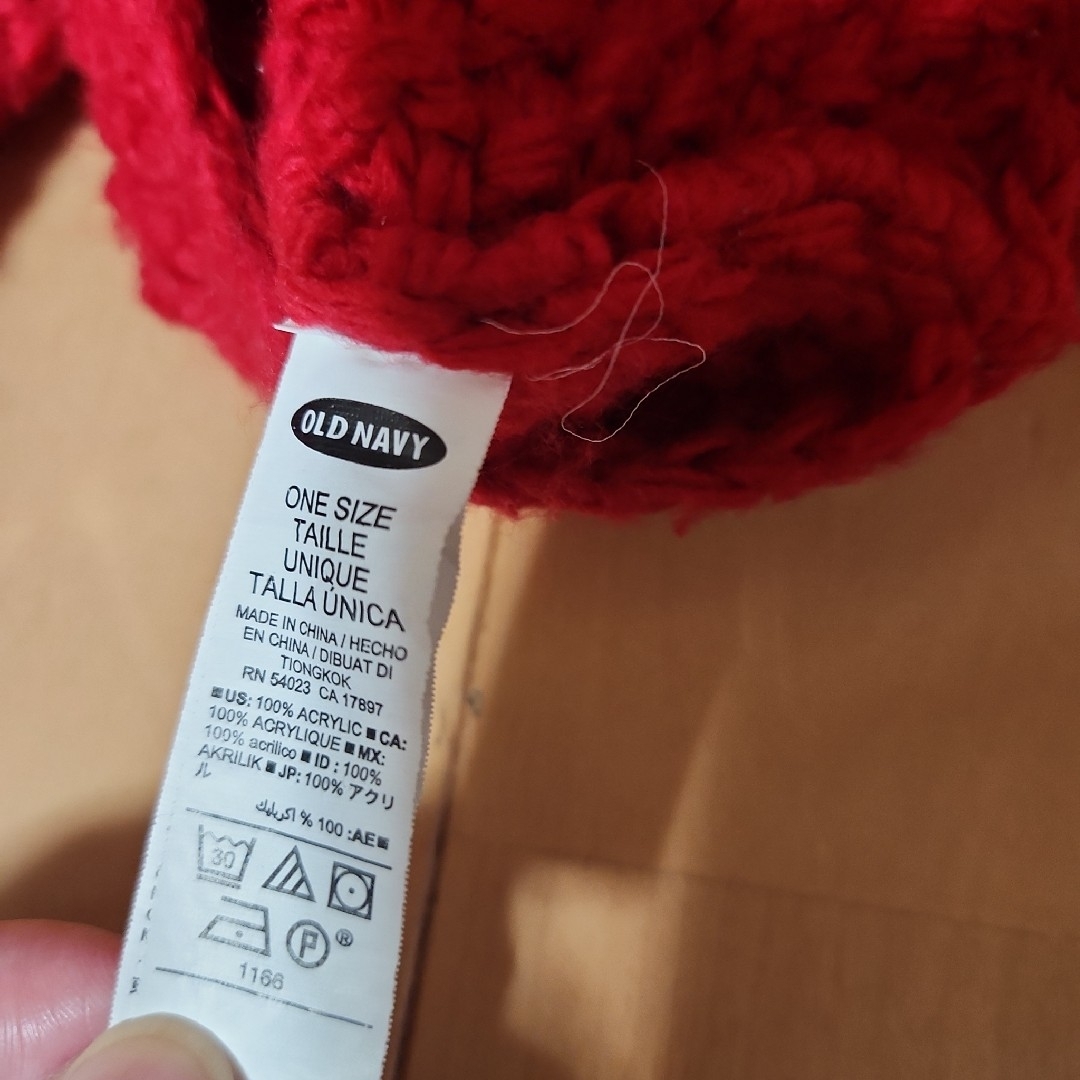 OLD NAVY
ONE SIZE
TAILLE
UNIQUE
TALLA ÚNICA
MADE IN CHINA / HECHO
EN CHINA / DIBUAT DI
TIONGKOK
RN 54023 CA 17897
■ US: 100% ACRYLIC ■ CA:
100% ACRYLIQUE ■ MX:
100% acrílico ■ ID : 100%
AKRILIK ■ JP: 100% アクリ
ル
■AE: 100 % اكريليك
30
P ®
1166